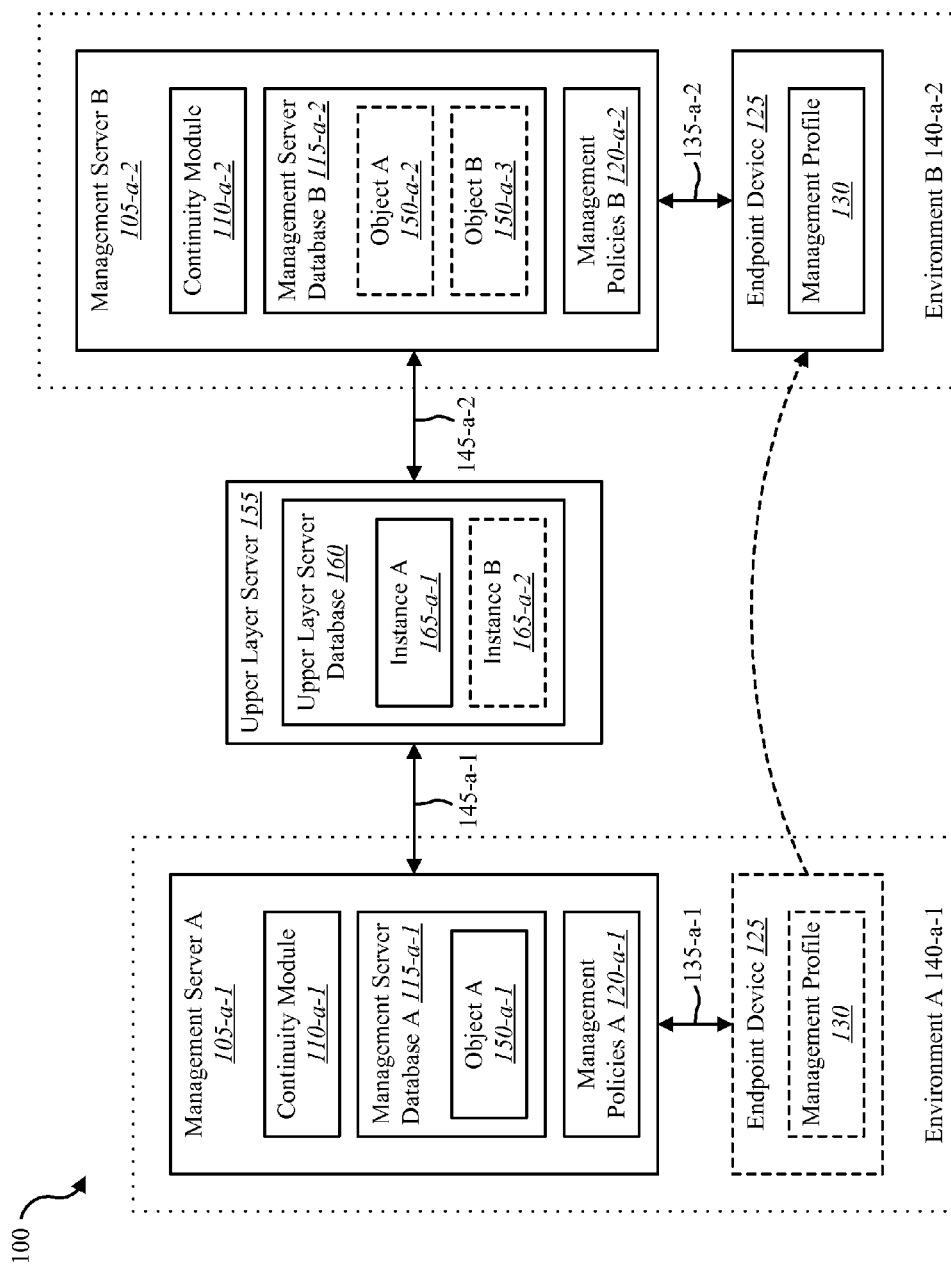 100
Management Server A
105-a-1
Continuity Module
110-a-1
Management Server
Database A 115-a-1
Object A
150-a-1
Management
Policies A 120-a-1
135-a-1
Endpoint Device 125
Management Profile
130
Environment A 140-a-1
145-a-1
Upper Layer Server 155
Upper Layer Server
Database 160
Instance A
165-a-1
Instance B
165-a-2
145-a-2
Management Server B
105-a-2
Continuity Module
110-a-2
Management Server
Database B 115-a-2
Object A
150-a-2
Object B
150-a-3
Management
Policies B 120-a-2
135-a-2
Endpoint Device 125
Management Profile
130
Environment B 140-a-2